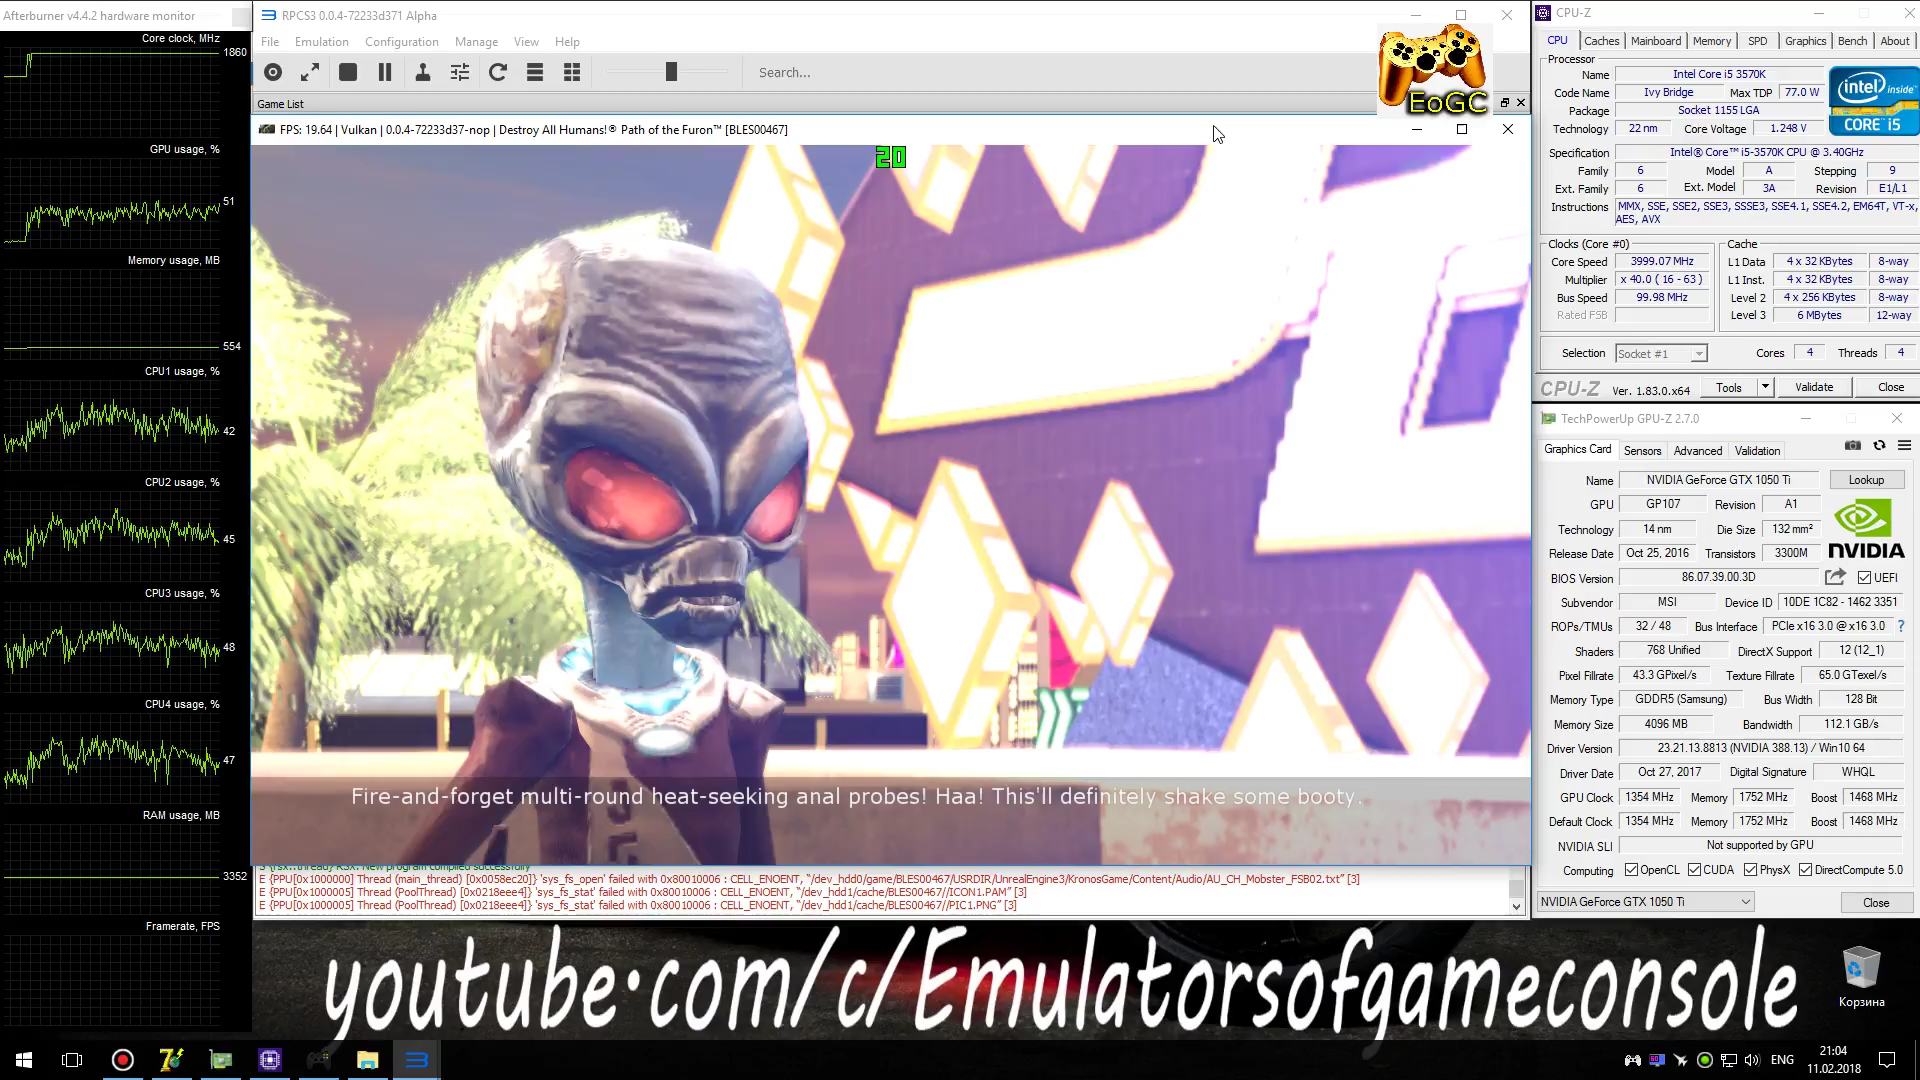 Afterburner v4.4.2 hardware monitor
Core clock, MHz
1860
GPU usage, %
51
Memory usage, MB
554
CPU1 usage, %
42
CPU2 usage, %
45
CPU3 usage, %
48
CPU4 usage, %
47
RAM usage, MB
3352
Framerate, FPS
RPCS3 0.0.4-72233d371 Alpha
File Emulation Configuration Manage View Help
Search...
EoGC
Game List
FPS: 19.64 | Vulkan | 0.0.4-72233d37-nop | Destroy All Humans!® Path of the Furon™ [BLES00467]
20
Fire-and-forget multi-round heat-seeking anal probes! Haa! This'll definitely shake some booty.
E {PPU[0x1000000] Thread (main_thread) [0x0058ec20]} 'sys_fs_open' failed with 0x80010006 : CELL_ENOENT, “/dev_hdd0/game/BLES00467/USRDIR/UnrealEngine3/KronosGame/Content/Audio/AU_CH_Mobster_FSB02.txt” [3]
E {PPU[0x1000005] Thread (PoolThread) [0x0218eee4]} 'sys_fs_stat' failed with 0x80010006 : CELL_ENOENT, “/dev_hdd1/cache/BLES00467//ICON1.PAM” [3]
E {PPU[0x1000005] Thread (PoolThread) [0x0218eee4]} 'sys_fs_stat' failed with 0x80010006 : CELL_ENOENT, “/dev_hdd1/cache/BLES00467//PIC1.PNG” [3]
CPU-Z
CPU Caches Mainboard Memory SPD Graphics Bench About
Processor
Name Intel Core i5 3570K
Code Name Ivy Bridge Max TDP 77.0 W
Package Socket 1155 LGA
Technology 22 nm Core Voltage 1.248 V
intel inside™
CORE i5
Specification Intel® Core™ i5-3570K CPU @ 3.40GHz
Family 6 Model A Stepping 9
Ext. Family 6 Ext. Model 3A Revision E1/L1
Instructions MMX, SSE, SSE2, SSE3, SSSE3, SSE4.1, SSE4.2, EM64T, VT-x,
AES, AVX
Clocks (Core #0) Cache
Core Speed 3999.07 MHz L1 Data 4 x 32 KBytes 8-way
Multiplier x 40.0 ( 16 - 63 ) L1 Inst. 4 x 32 KBytes 8-way
Bus Speed 99.98 MHz Level 2 4 x 256 KBytes 8-way
Rated FSB Level 3 6 MBytes 12-way
Selection Socket #1 Cores 4 Threads 4
CPU-Z Ver. 1.83.0.x64 Tools Validate Close
TechPowerUp GPU-Z 2.7.0
Graphics Card Sensors Advanced Validation
Name NVIDIA GeForce GTX 1050 Ti Lookup
GPU GP107 Revision A1
Technology 14 nm Die Size 132 mm²
Release Date Oct 25, 2016 Transistors 3300M
NVIDIA
BIOS Version 86.07.39.00.3D UEFI
Subvendor MSI Device ID 10DE 1C82 - 1462 3351
ROPs/TMUs 32 / 48 Bus Interface PCIe x16 3.0 @ x16 3.0 ?
Shaders 768 Unified DirectX Support 12 (12_1)
Pixel Fillrate 43.3 GPixel/s Texture Fillrate 65.0 GTexel/s
Memory Type GDDR5 (Samsung) Bus Width 128 Bit
Memory Size 4096 MB Bandwidth 112.1 GB/s
Driver Version 23.21.13.8813 (NVIDIA 388.13) / Win10 64
Driver Date Oct 27, 2017 Digital Signature WHQL
GPU Clock 1354 MHz Memory 1752 MHz Boost 1468 MHz
Default Clock 1354 MHz Memory 1752 MHz Boost 1468 MHz
NVIDIA SLI Not supported by GPU
Computing OpenCL CUDA PhysX DirectCompute 5.0
NVIDIA GeForce GTX 1050 Ti Close
youtube.com/c/Emulatorsofgameconsole
Корзина
ENG
21:04
11.02.2018